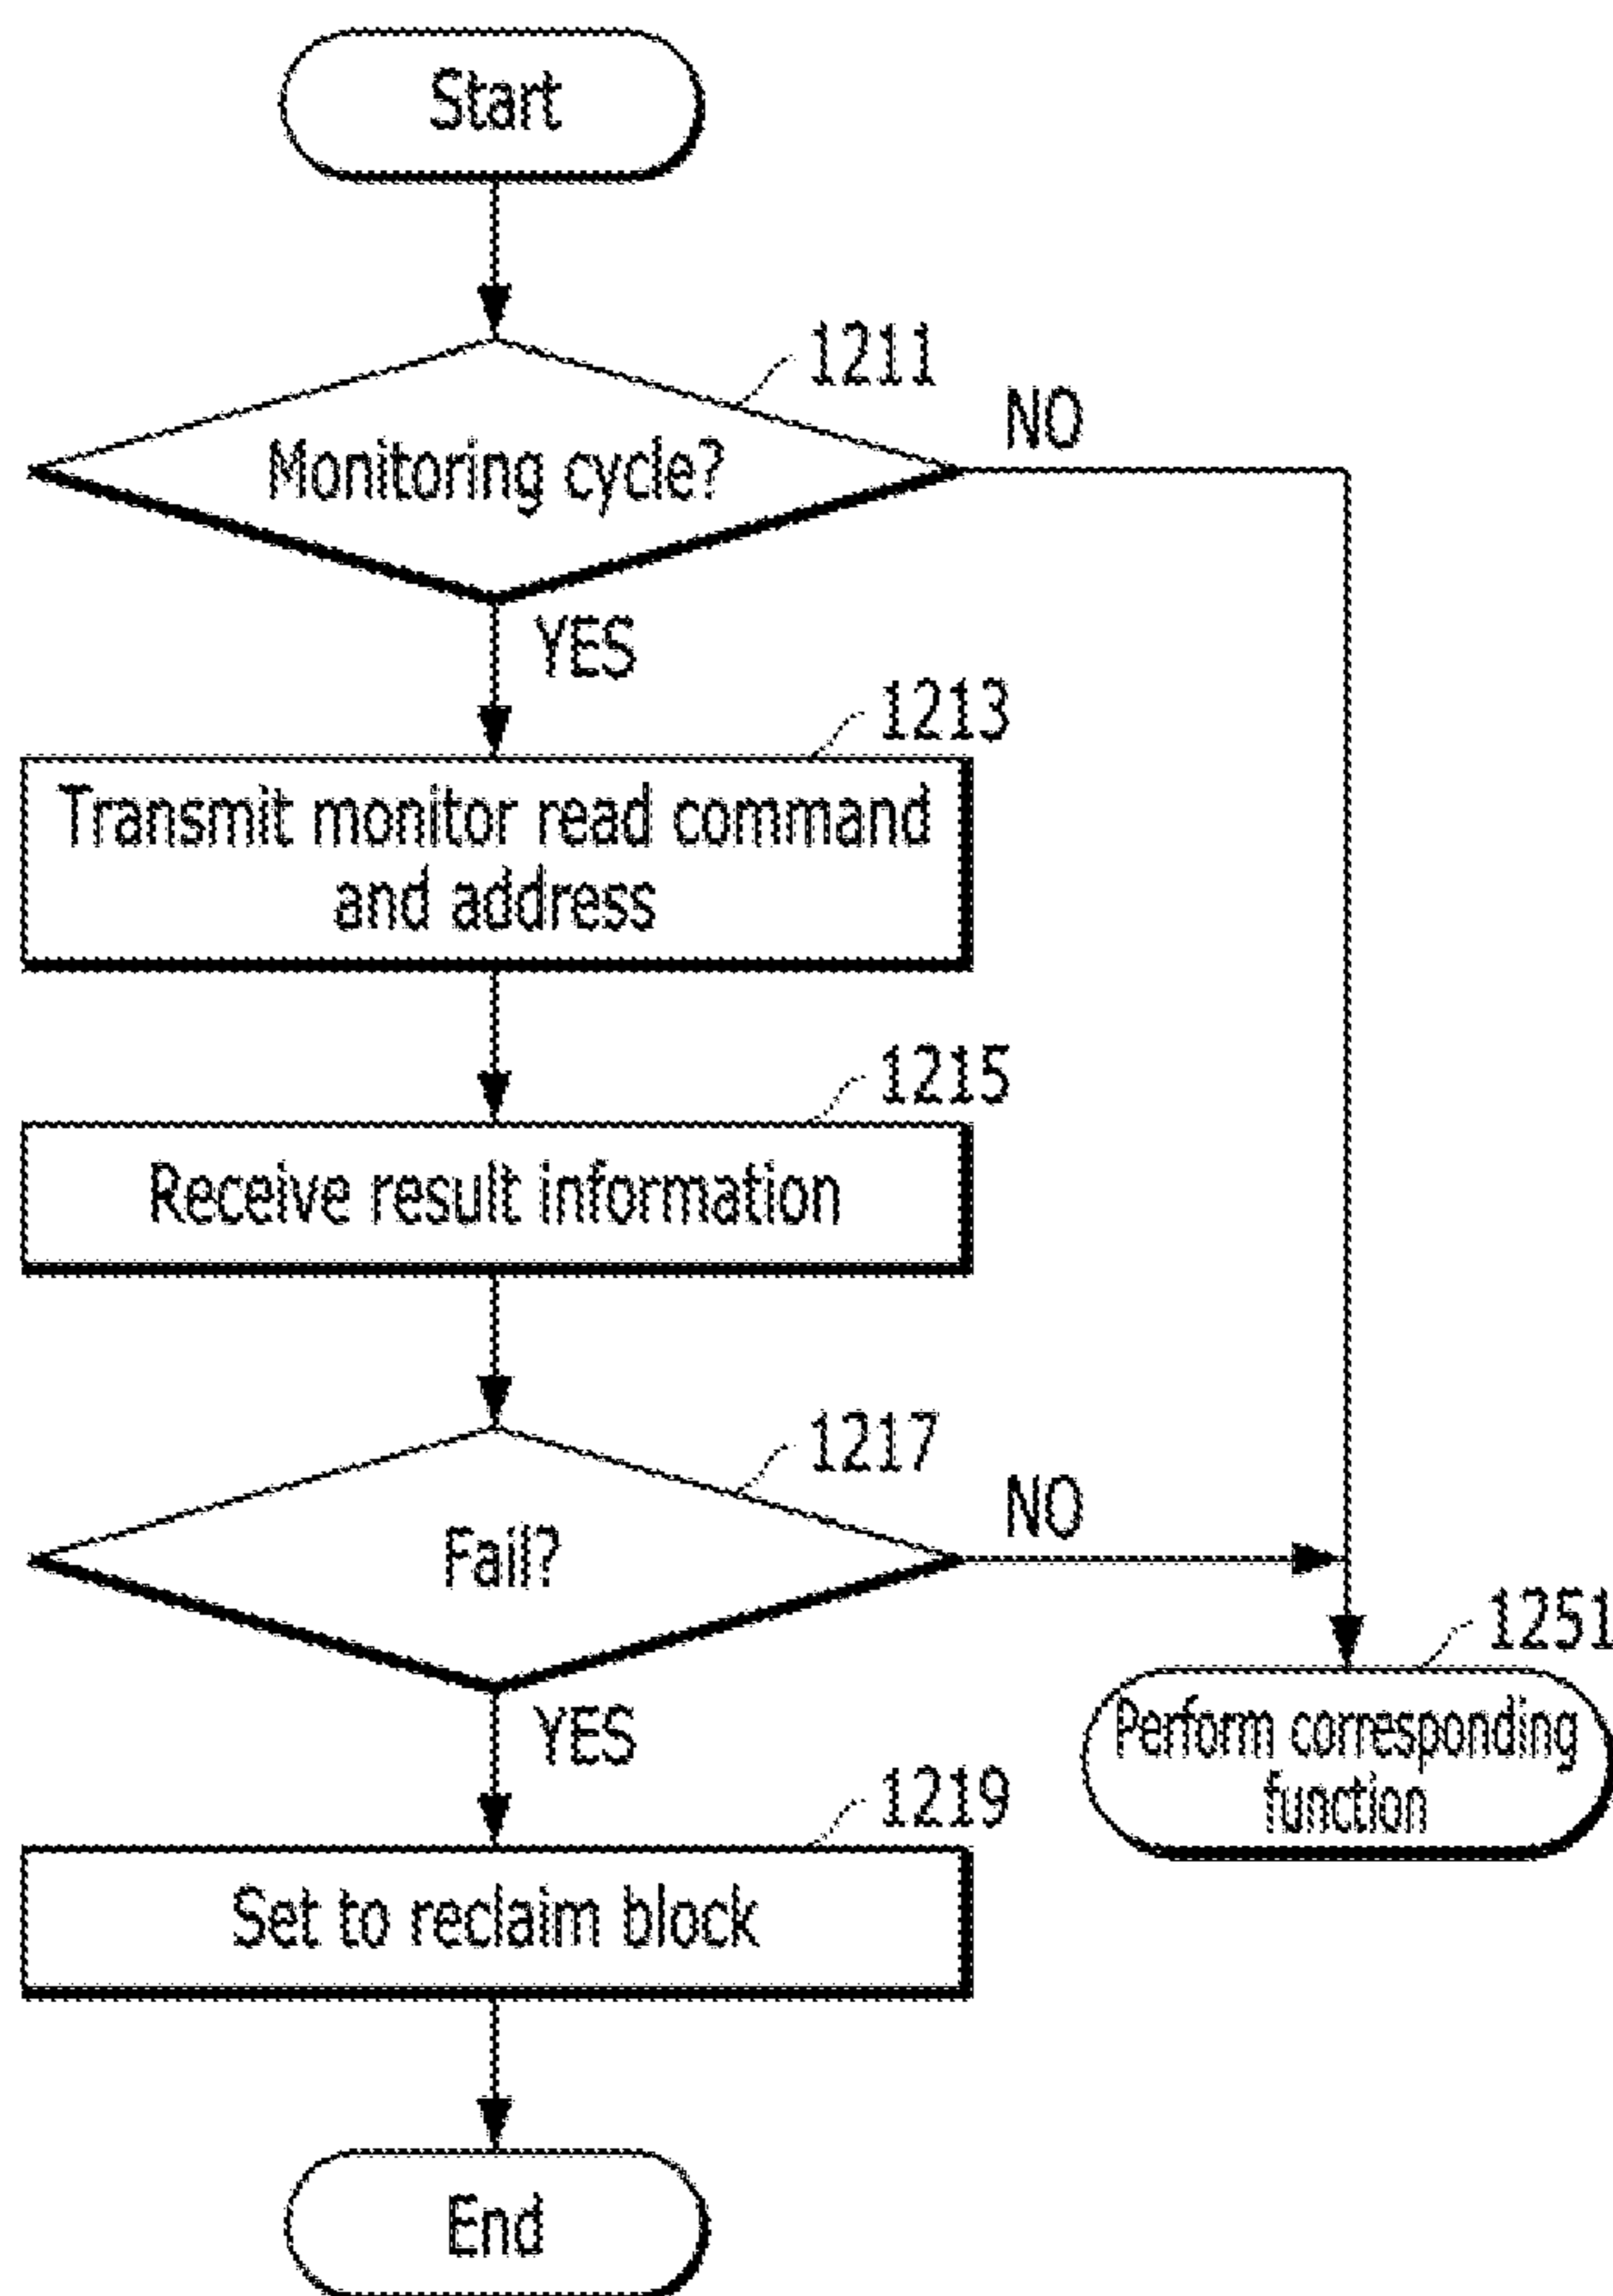 Start
1211
NO
Monitoring cycle?
YES
1213
Transmit monitor read command
and address
1215
Receive result information
1217
NO
Fail?
1251
YES
Perform corresponding
function
1219
Set to reclaim block
End